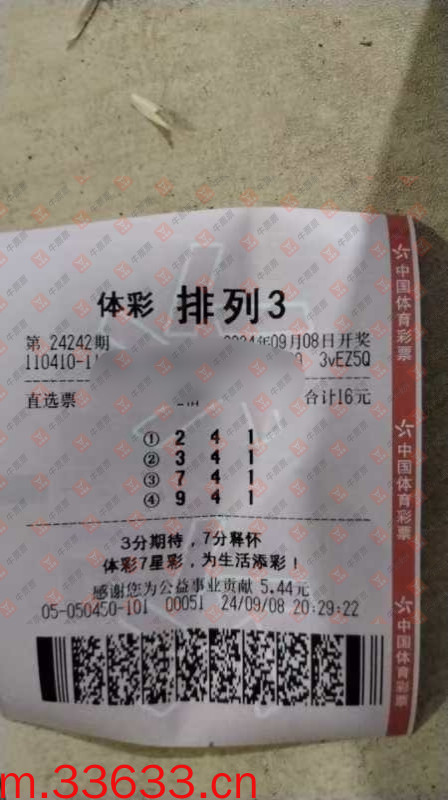 体彩 排列3
第 24242期 2024年09月08日开奖
110410-1 3vEZ5Q
直选票 合计16元
① 2 4 1
② 3 4 1
③ 7 4 1
④ 9 4 1
3分期待，7分释怀
体彩7星彩，为生活添彩！
感谢您为公益事业贡献 5.44元
05-050450-101 00051 24/09/08 20:29:22
中国体育彩票
中国体育彩票
中国体育彩票
m.33633.cn